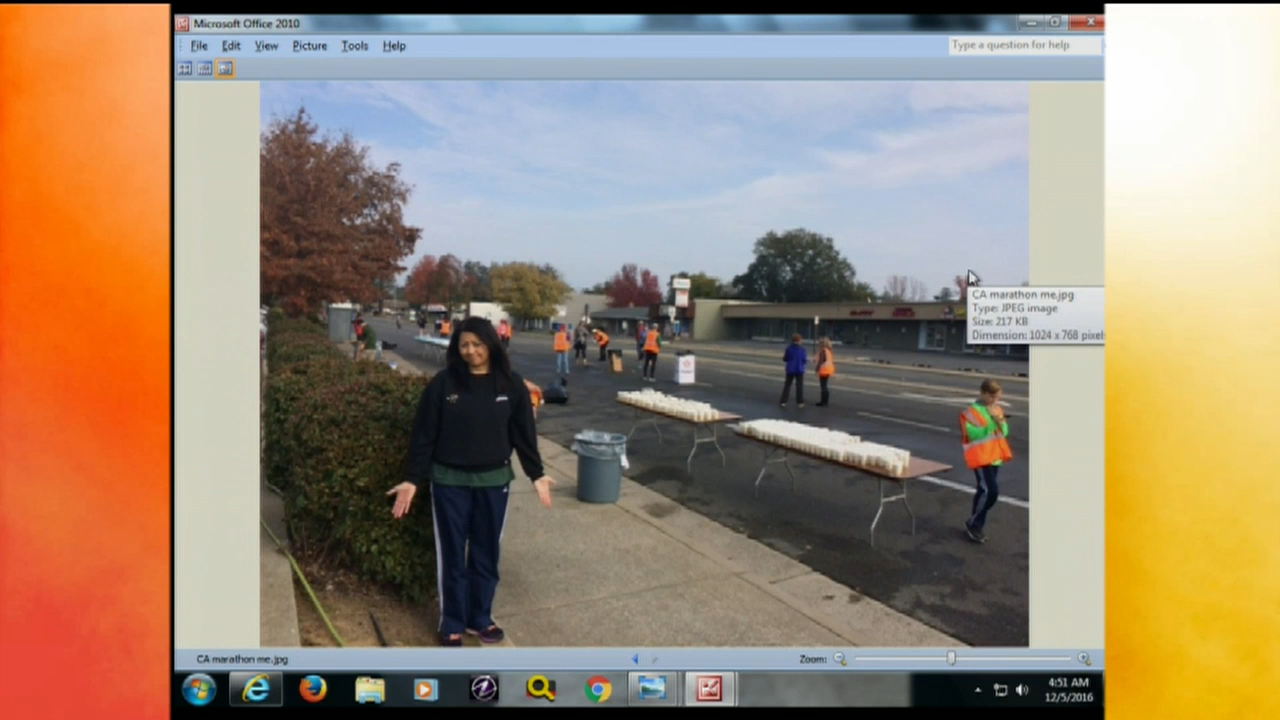 Microsoft Office 2010
File Edit View Picture Tools Help
Type a question for help
CA marathon me.jpg
Type: JPEG image
Size: 217 KB
Dimension: 1024 x 768 pixels
CA marathon me.jpg
Zoom:
4:51 AM
12/5/2016